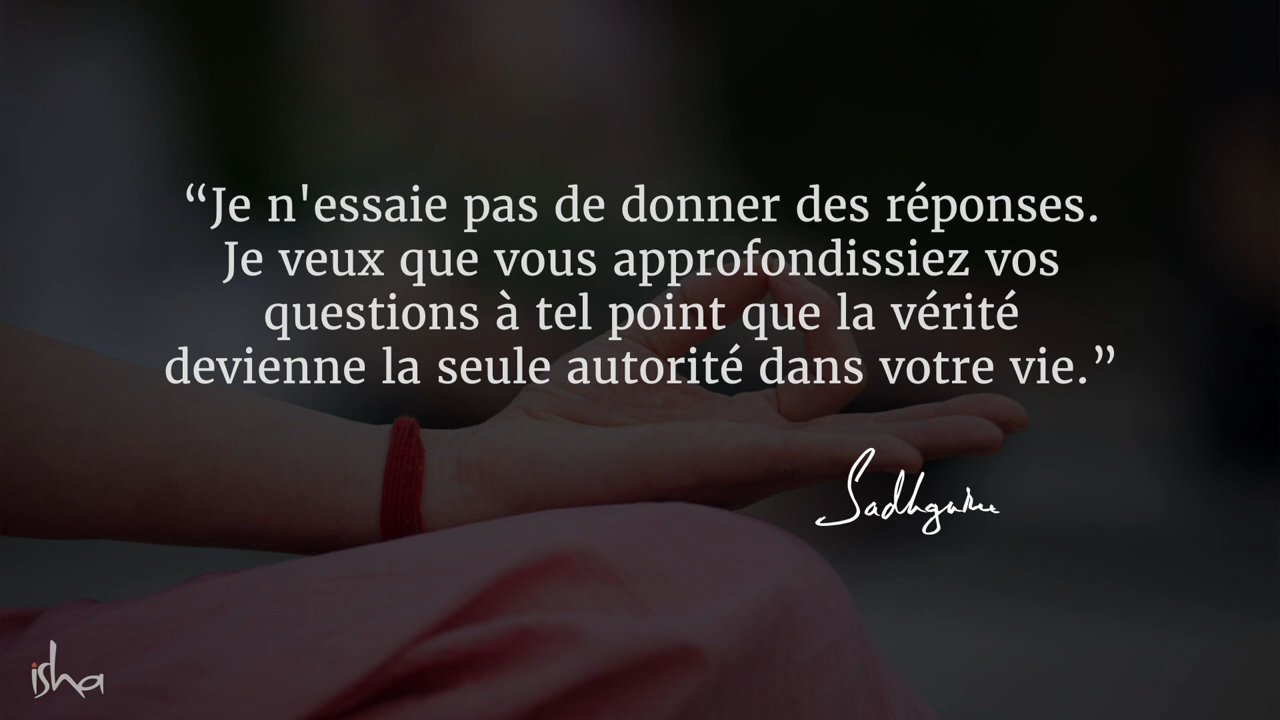 “Je n'essaie pas de donner des réponses.
Je veux que vous approfondissiez vos
questions à tel point que la vérité
devienne la seule autorité dans votre vie.”
Sadhguru
isha